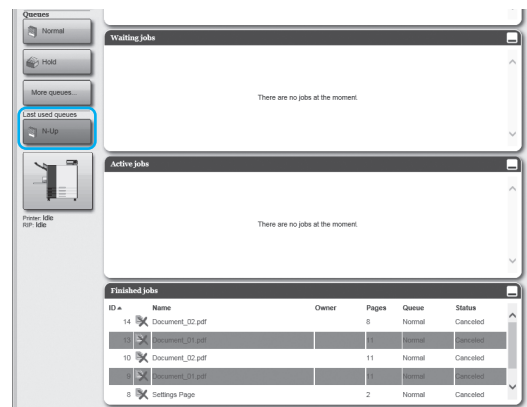 Queues
Normal
Hold
More queues...
Last used queues
N-Up
Printer: Idle
RIP: Idle
Waiting jobs
There are no jobs at the moment.
Active jobs
There are no jobs at the moment.
Finished jobs
ID Name Owner Pages Queue Status
14 Document_02.pdf 8 Normal Canceled
13 Document_01.pdf 11 Normal Canceled
10 Document_02.pdf 11 Normal Canceled
9 Document_01.pdf 11 Normal Canceled
8 Settings Page 2 Normal Canceled